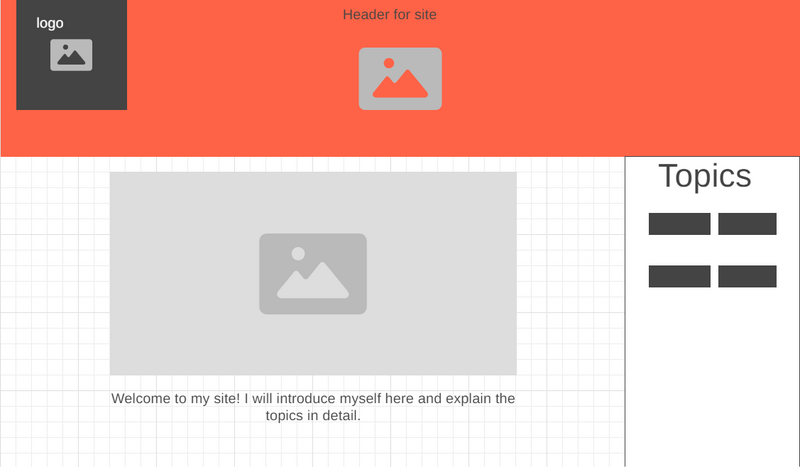 logo
Header for site
Topics
Welcome to my site! I will introduce myself here and explain the
topics in detail.